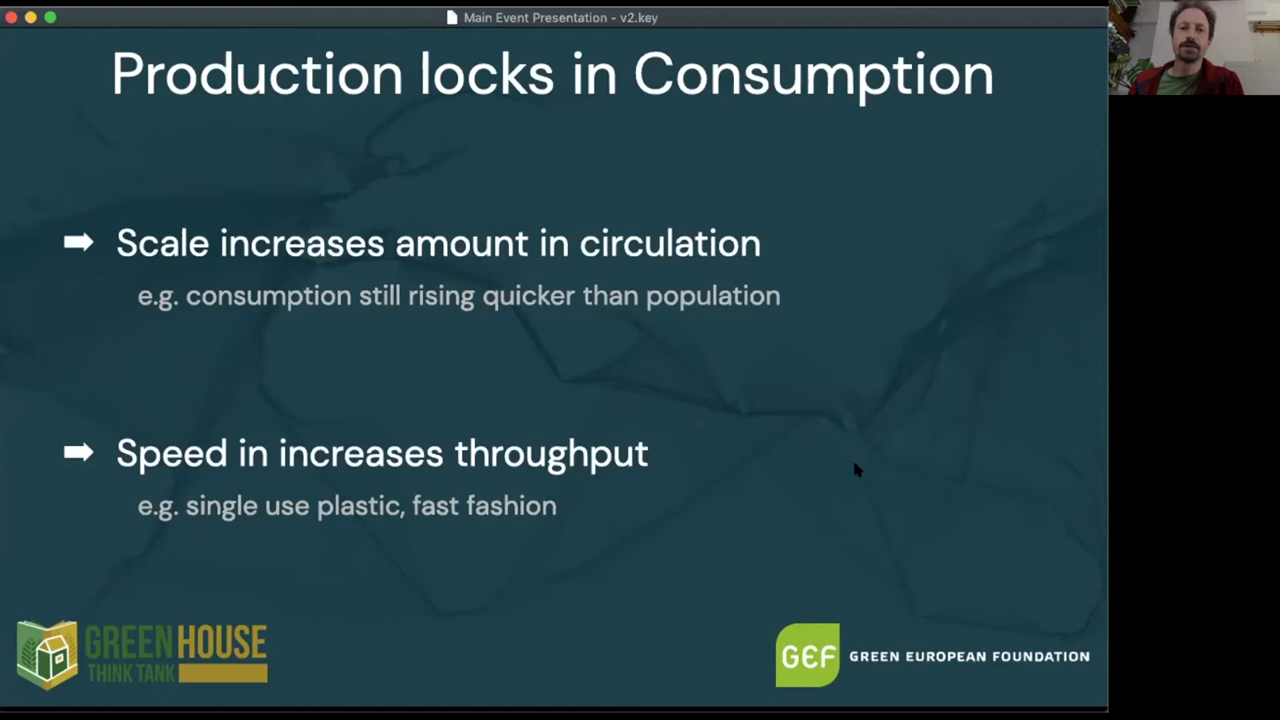 Main Event Presentation - v2.key
Production locks in Consumption
➡ Scale increases amount in circulation
e.g. consumption still rising quicker than population
➡ Speed in increases throughput
e.g. single use plastic, fast fashion
GREEN HOUSE
THINK TANK
GEF GREEN EUROPEAN FOUNDATION